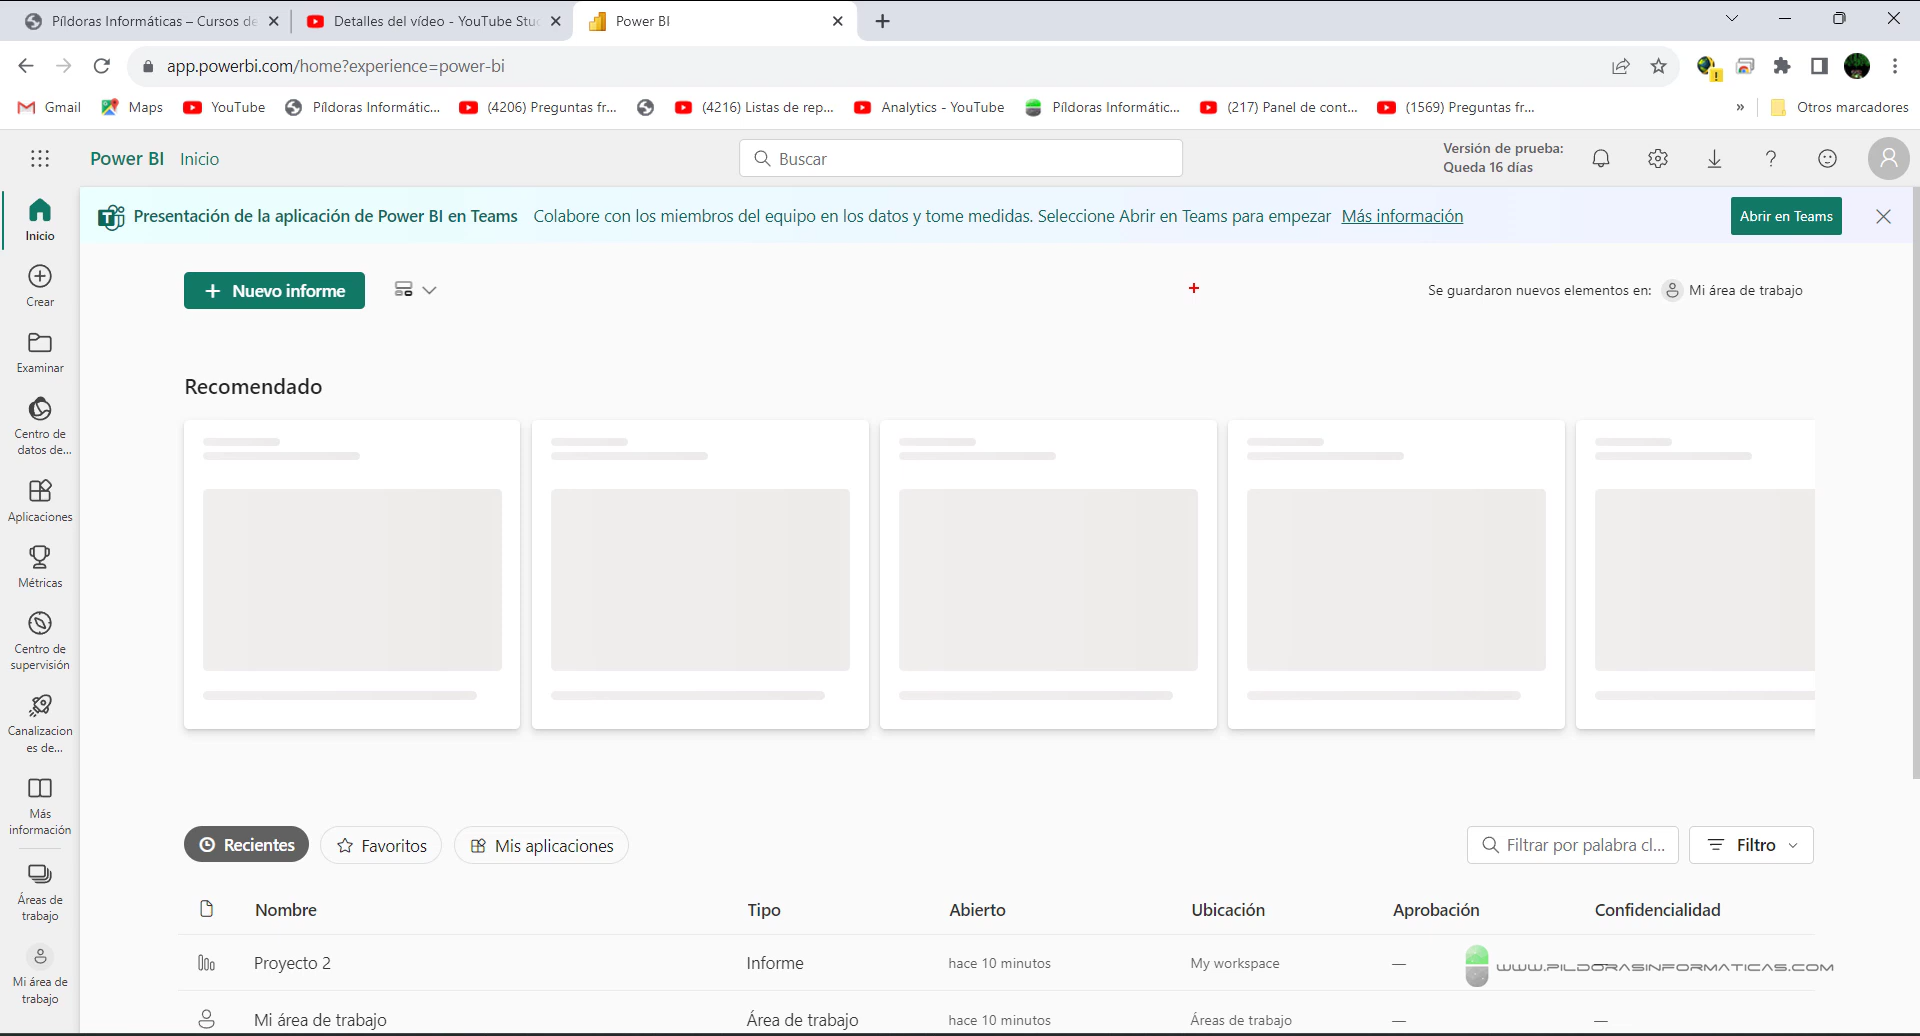 Píldoras Informáticas – Cursos de
Detalles del vídeo - YouTube Stu
Power BI
app.powerbi.com/home?experience=power-bi
Gmail
Maps
YouTube
Píldoras Informátic...
(4206) Preguntas fr...
(4216) Listas de rep...
Analytics - YouTube
Píldoras Informátic...
(217) Panel de cont...
(1569) Preguntas fr...
»
Otros marcadores
Power BI Inicio
Buscar
Versión de prueba:
Queda 16 días
Presentación de la aplicación de Power BI en Teams Colabore con los miembros del equipo en los datos y tome medidas. Seleccione Abrir en Teams para empezar Más información
Abrir en Teams
Inicio
Crear
Examinar
Centro de
datos de...
Aplicaciones
Métricas
Centro de
supervisión
Canalizacion
es de...
Más
información
Áreas de
trabajo
Mi área de
trabajo
+ Nuevo informe
Se guardaron nuevos elementos en: Mi área de trabajo
Recomendado
Recientes
Favoritos
Mis aplicaciones
Filtrar por palabra cl...
Filtro
Nombre Tipo Abierto Ubicación Aprobación Confidencialidad
Proyecto 2 Informe hace 10 minutos My workspace — —
WWW.PILDORASINFORMATICAS.COM
Mi área de trabajo Área de trabajo hace 10 minutos Áreas de trabajo — —